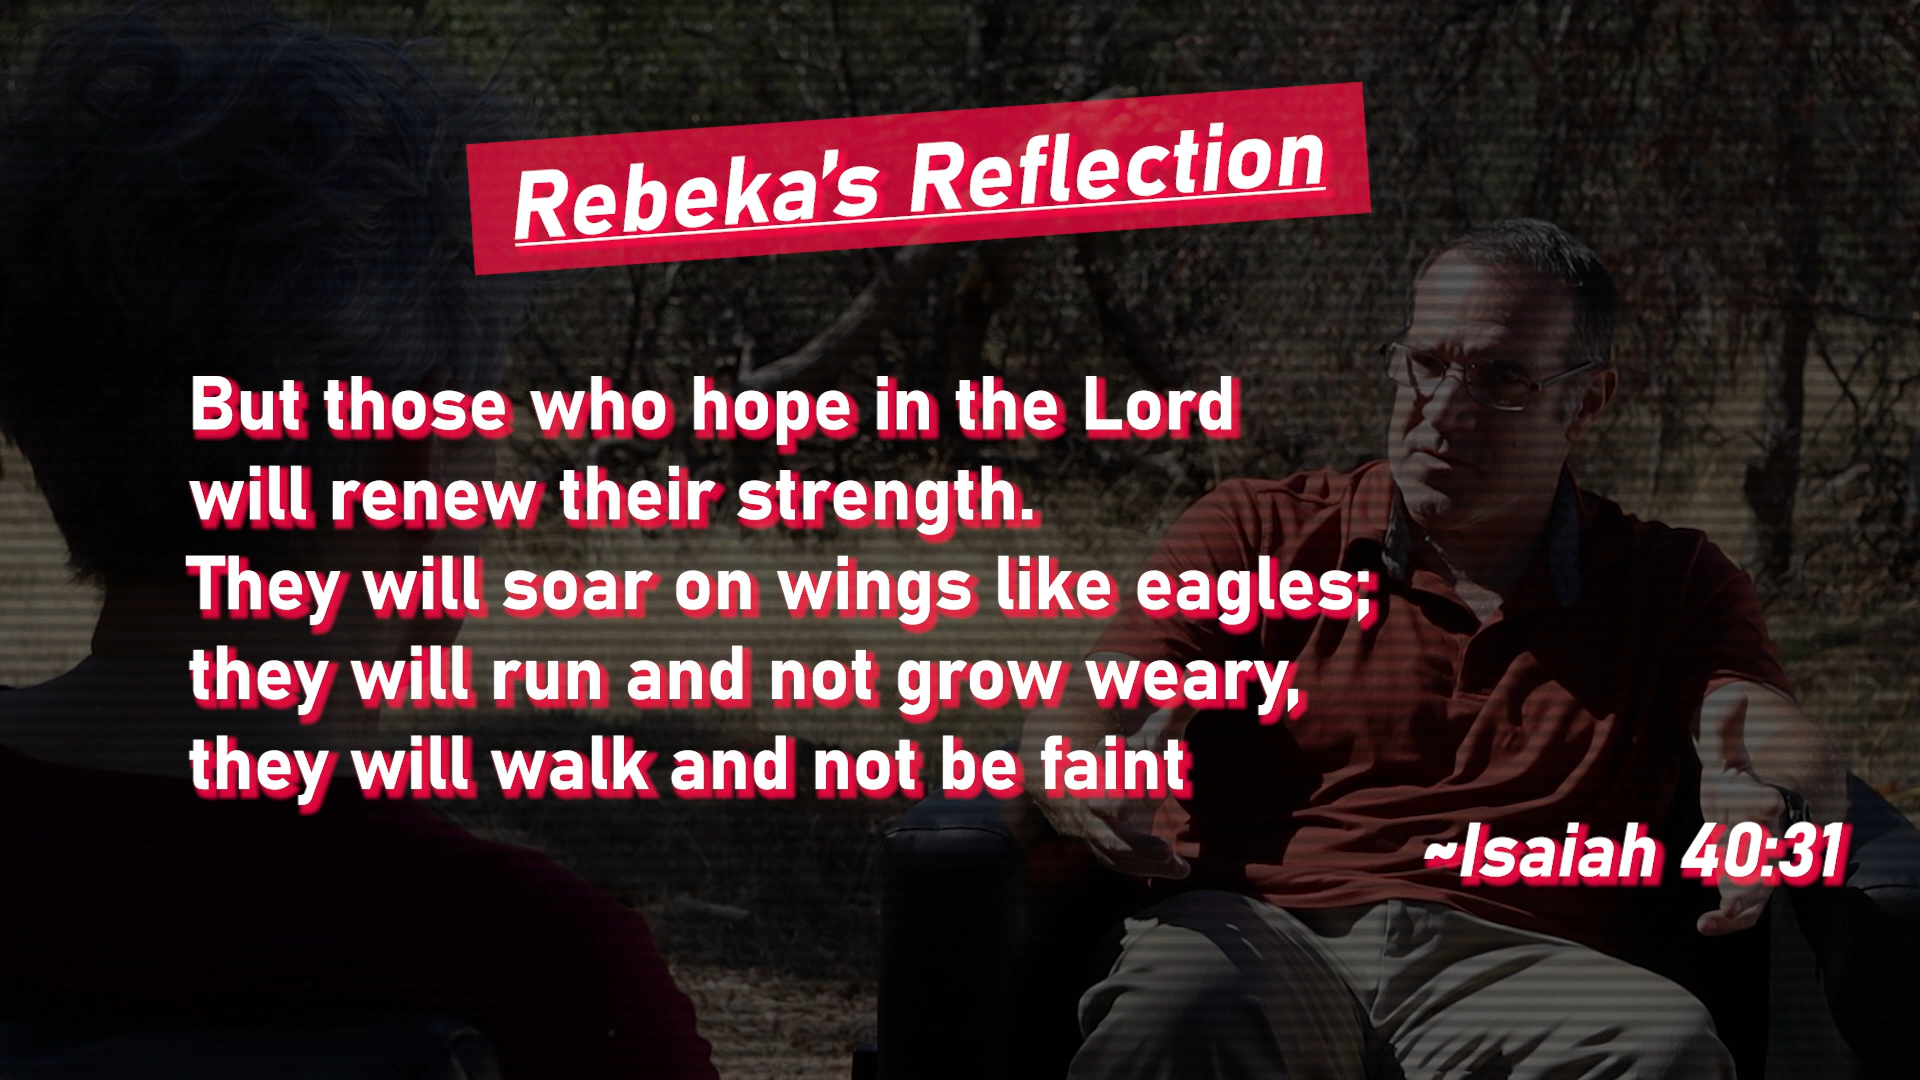 Rebeka's Reflection
But those who hope in the Lord
will renew their strength.
They will soar on wings like eagles;
they will run and not grow weary,
they will walk and not be faint
~Isaiah 40:31